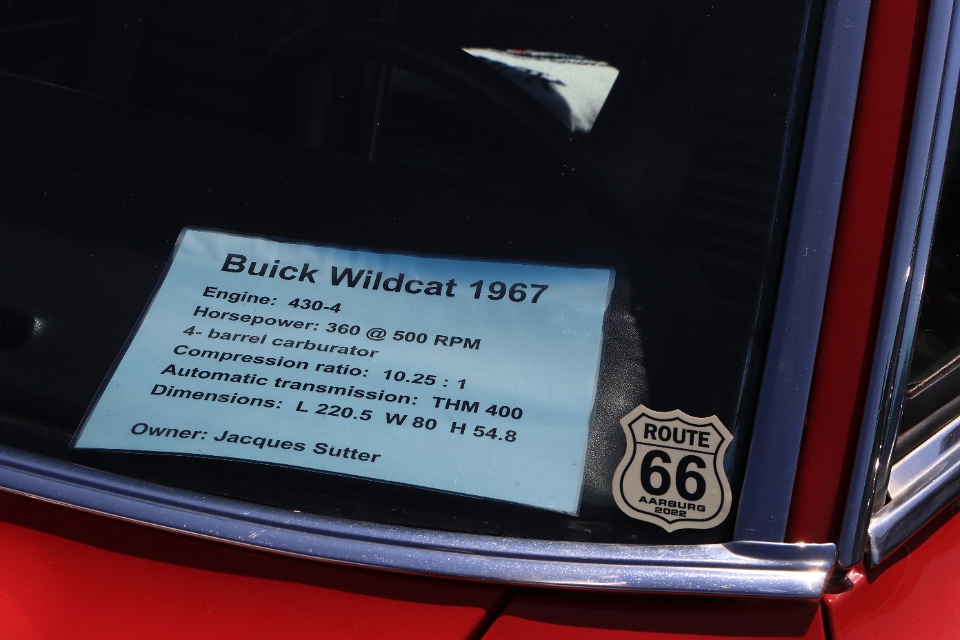 Buick Wildcat 1967
Engine: 430-4
Horsepower: 360 @ 500 RPM
4- barrel carburator
Compression ratio: 10.25 : 1
Automatic transmission: THM 400
Dimensions: L 220.5 W 80 H 54.8
Owner: Jacques Sutter
ROUTE
66
AARBURG
2022